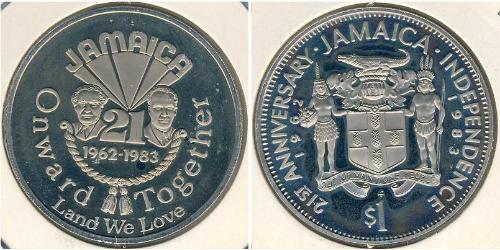 JAMAICA
21
1962-1983
Onward Together
Land We Love
21st ANNIVERSARY · JAMAICA · INDEPENDENCE
1962
1983
$1